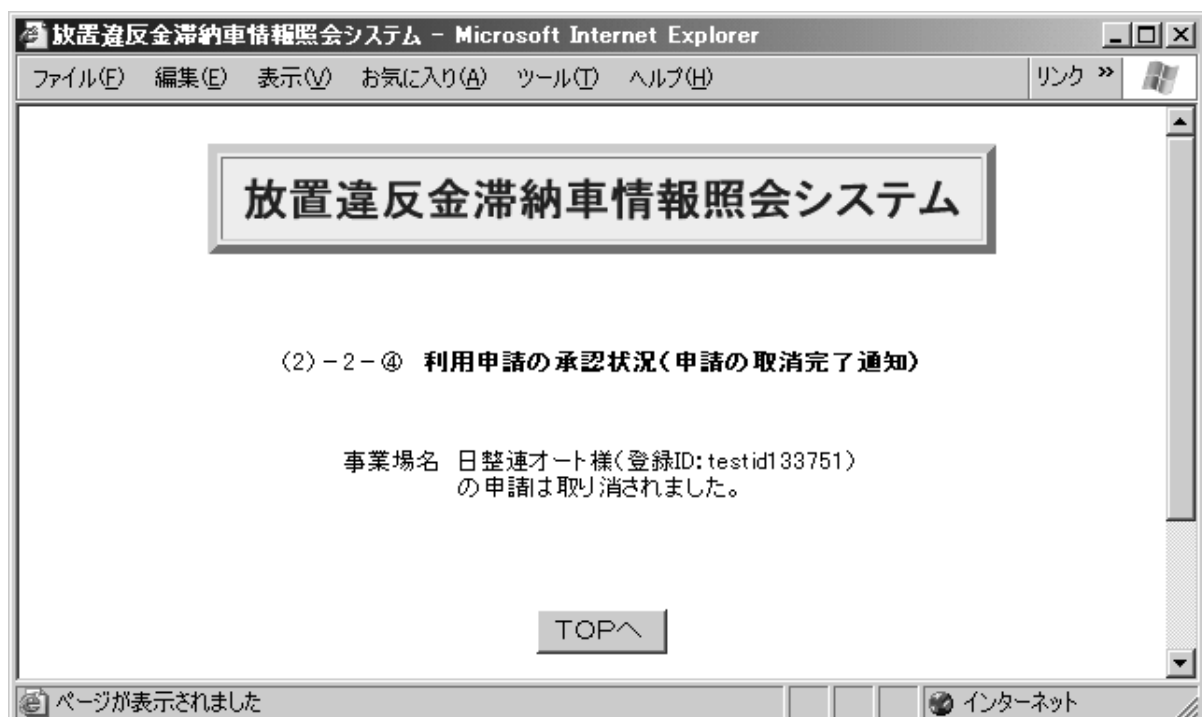 放置違反金滞納車情報照会システム - Microsoft Internet Explorer
ファイル(F) 編集(E) 表示(V) お気に入り(A) ツール(T) ヘルプ(H) リンク »
放置違反金滞納車情報照会システム
(2)-2-④ 利用申請の承認状況(申請の取消完了通知)
事業場名 日整連オート様(登録ID:testid133751)
の申請は取り消されました。
TOPへ
ページが表示されました インターネット